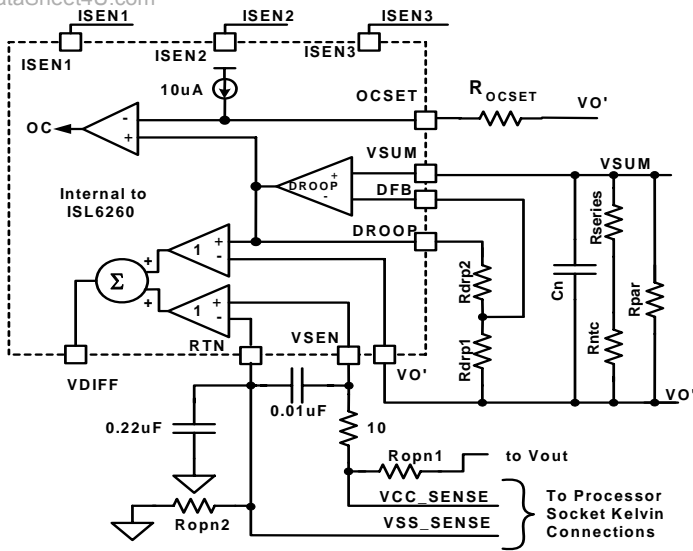 ataSheet4U.com
ISEN1 ISEN2 ISEN3
ISEN1 ISEN2 ISEN3
10uA
OCSET R OCSET VO'
OC - +
VSUM VSUM
DROOP + -
DFB
Internal to
ISL6260
DROOP
1 + -
Σ + +
1 + -
Rdrp2
Rdrp1
Cn
Rseries
Rntc
Rpar
RTN VSEN
VDIFF VO' VO'
0.01uF
0.22uF
10
Ropn1 to Vout
VCC_SENSE
Ropn2 VSS_SENSE
To Processor
Socket Kelvin
Connections